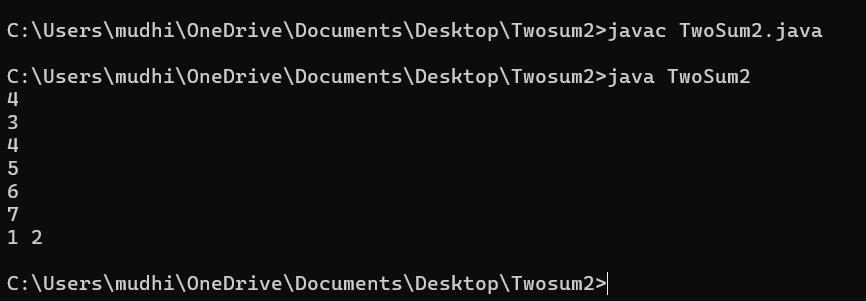 C:\Users\mudhi\OneDrive\Documents\Desktop\Twosum2>javac TwoSum2.java
C:\Users\mudhi\OneDrive\Documents\Desktop\Twosum2>java TwoSum2
4
3
4
5
6
7
1 2
C:\Users\mudhi\OneDrive\Documents\Desktop\Twosum2>